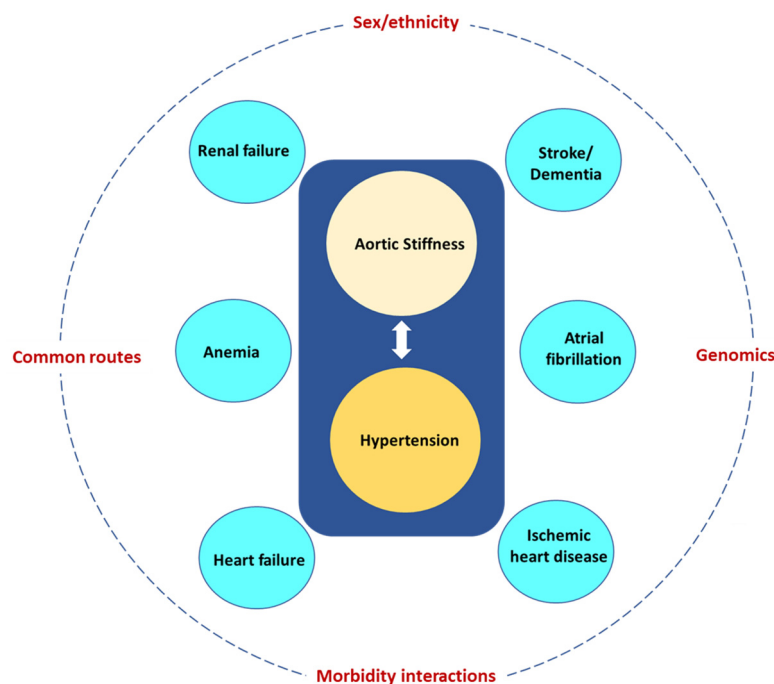 Sex/ethnicity
Renal failure
Stroke/
Dementia
Aortic Stiffness
Common routes
Anemia
Atrial
fibrillation
Genomics
Hypertension
Heart failure
Ischemic
heart disease
Morbidity interactions